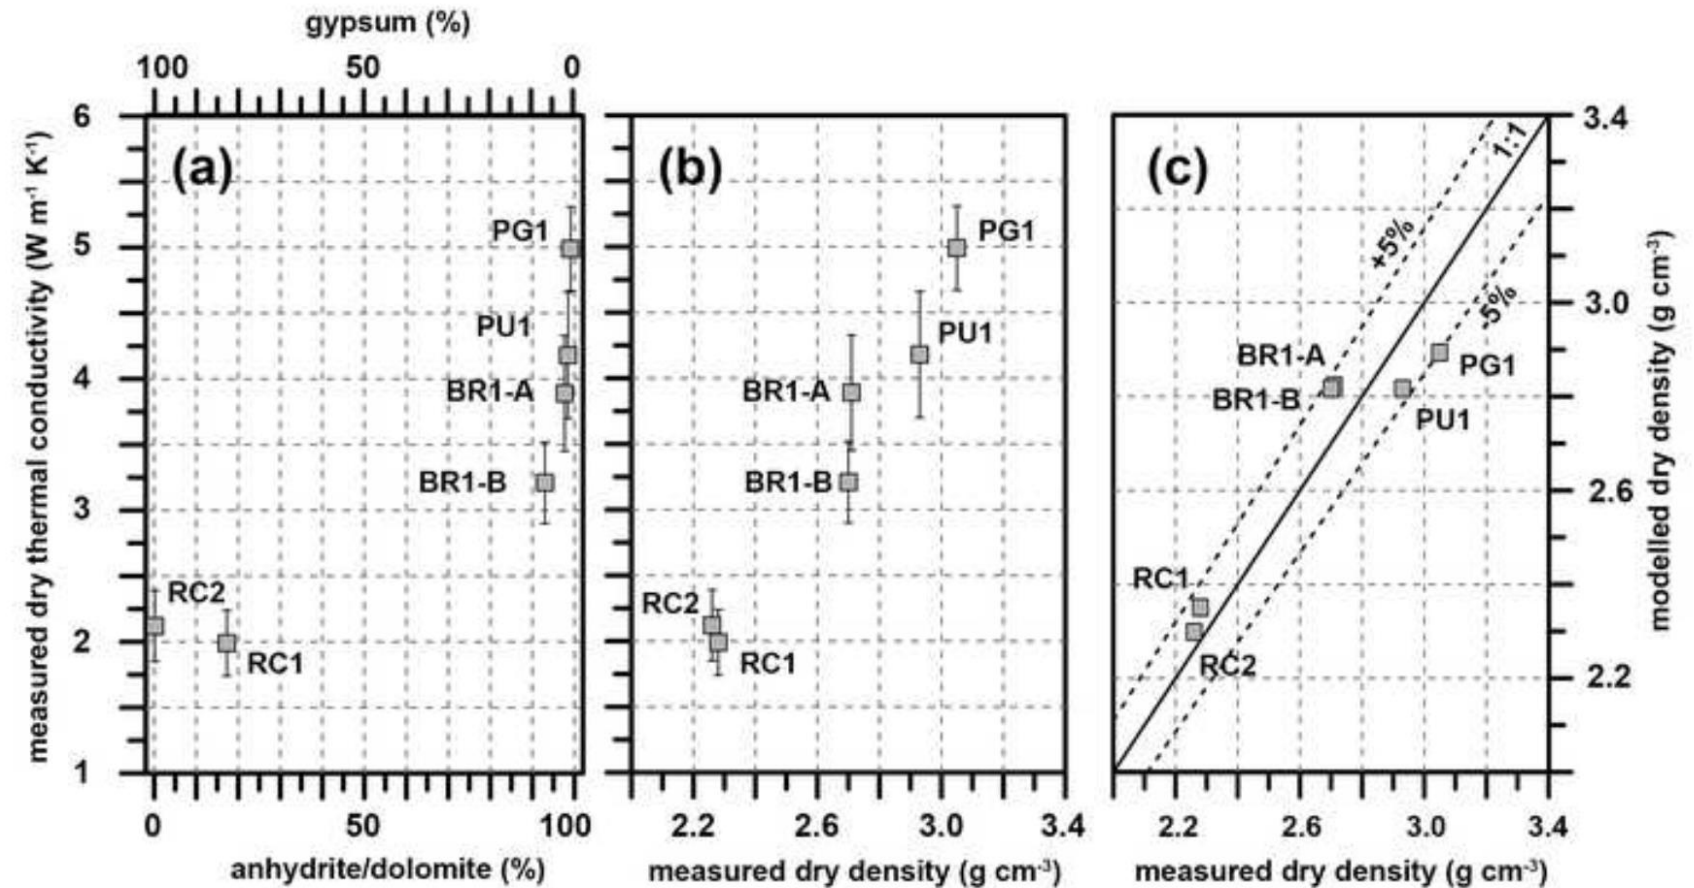 gypsum (%)
100 50 0
measured dry thermal conductivity (W m⁻¹ K⁻¹)
6
5
4
3
2
1
(a)
PG1
PU1
BR1-A
BR1-B
RC2
RC1
0 50 100
anhydrite/dolomite (%)
(b)
PG1
PU1
BR1-A
BR1-B
RC2
RC1
2.2 2.6 3.0 3.4
measured dry density (g cm⁻³)
(c)
1:1
+5%
-5%
BR1-A
BR1-B
PG1
PU1
RC1
RC2
2.2 2.6 3.0 3.4
measured dry density (g cm⁻³)
3.4
3.0
2.6
2.2
modelled dry density (g cm⁻³)